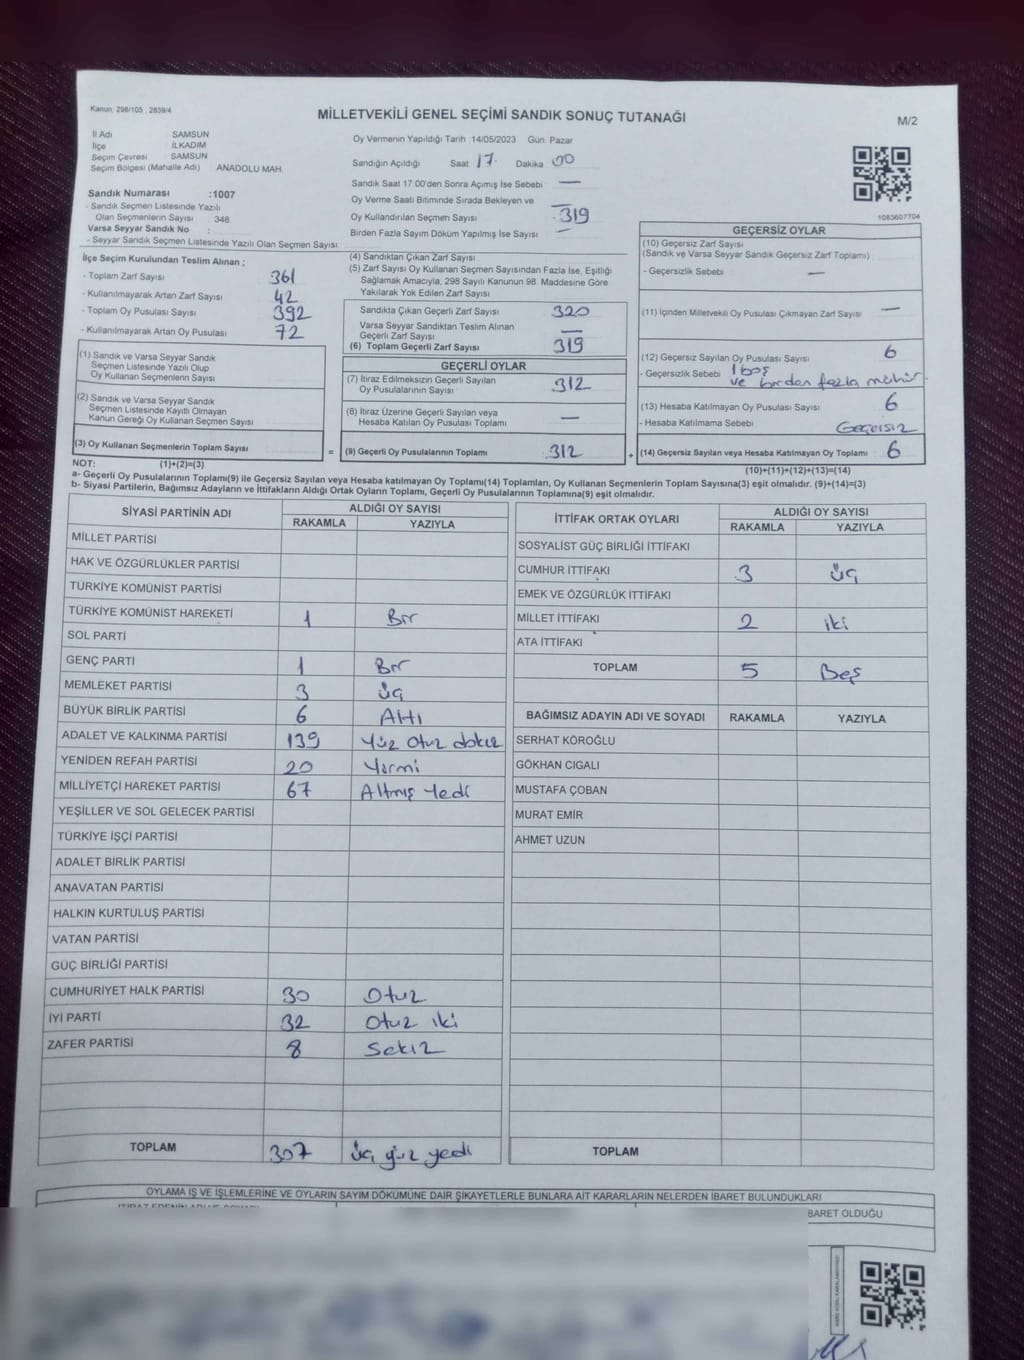 Kanun: 298/105 , 2839/4
MİLLETVEKİLİ GENEL SEÇİMİ SANDIK SONUÇ TUTANAĞI
M/2
İl Adı SAMSUN
İlçe İLKADIM
Seçim Çevresi SAMSUN
Seçim Bölgesi (Mahalle Adı) ANADOLU MAH.
Sandık Numarası :1007
- Sandık Seçmen Listesinde Yazılı
Olan Seçmenlerin Sayısı : 348
Varsa Seyyar Sandık No :
- Seyyar Sandık Seçmen Listesinde Yazılı Olan Seçmen Sayısı:
Oy Vermenin Yapıldığı Tarih 14/05/2023 Gün Pazar
Sandığın Açıldığı Saat 17. Dakika 00
Sandık Saat 17:00'den Sonra Açımış İse Sebebi —
Oy Verme Saati Bitiminde Sırada Bekleyen ve —
Oy Kullandırılan Seçmen Sayısı 319
Birden Fazla Sayım Döküm Yapılmış İse Sayısı —
1083607704
İlçe Seçim Kurulundan Teslim Alınan ;
- Toplam Zarf Sayısı 361
- Kullanılmayarak Artan Zarf Sayısı 42
- Toplam Oy Pusulası Sayısı 392
- Kullanılmayarak Artan Oy Pusulası 72
(1) Sandık ve Varsa Seyyar Sandık
Seçmen Listesinde Yazılı Olup
Oy Kullanan Seçmenlerin Sayısı
(2) Sandık ve Varsa Seyyar Sandık
Seçmen Listesinde Kayıtlı Olmayan
Kanun Gereği Oy Kullanan Seçmen Sayısı
(3) Oy Kullanan Seçmenlerin Toplam Sayısı
(1)+(2)=(3)
(4) Sandıktan Çıkan Zarf Sayısı
(5) Zarf Sayısı Oy Kullanan Seçmen Sayısından Fazla İse, Eşitliği
Sağlamak Amacıyla, 298 Sayılı Kanunun 98. Maddesine Göre
Yakılarak Yok Edilen Zarf Sayısı
Sandıkta Çıkan Geçerli Zarf Sayısı 320
Varsa Seyyar Sandıktan Teslim Alınan
Geçerli Zarf Sayısı —
(6) Toplam Geçerli Zarf Sayısı 319
GEÇERLİ OYLAR
(7) İtiraz Edilmeksizin Geçerli Sayılan
Oy Pusulalarının Sayısı 312
(8) İtiraz Üzerine Geçerli Sayılan veya
Hesaba Katılan Oy Pusulası Toplamı —
= (9) Geçerli Oy Pusulalarının Toplamı 312
GEÇERSİZ OYLAR
(10) Geçersiz Zarf Sayısı
(Sandık ve Varsa Seyyar Sandık Geçersiz Zarf Toplamı)
- Geçersizlik Sebebi —
(11) İçinden Milletvekili Oy Pusulası Çıkmayan Zarf Sayısı —
(12) Geçersiz Sayılan Oy Pusulası Sayısı 6
- Geçersizlik Sebebi 1 boş
ve birden fazla mühür
(13) Hesaba Katılmayan Oy Pusulası Sayısı 6
- Hesaba Katılmama Sebebi Geçersiz
+ (14) Geçersiz Sayılan veya Hesaba Katılmayan Oy Toplamı 6
(10)+(11)+(12)+(13)=(14)
NOT:
a- Geçerli Oy Pusulalarının Toplamı(9) ile Geçersiz Sayılan veya Hesaba katılmayan Oy Toplamı(14) Toplamları, Oy Kullanan Seçmenlerin Toplam Sayısına(3) eşit olmalıdır. (9)+(14)=(3)
b- Siyasi Partilerin, Bağımsız Adayların ve İttifakların Aldığı Ortak Oyların Toplamı, Geçerli Oy Pusulalarının Toplamına(9) eşit olmalıdır.
SİYASİ PARTİNİN ADI ALDIĞI OY SAYISI
RAKAMLA YAZIYLA
MİLLET PARTİSİ
HAK VE ÖZGÜRLÜKLER PARTİSİ
TÜRKİYE KOMÜNİST PARTİSİ
TÜRKİYE KOMÜNİST HAREKETİ 1 Bir
SOL PARTİ
GENÇ PARTİ 1 Bir
MEMLEKET PARTİSİ 3 üç
BÜYÜK BİRLİK PARTİSİ 6 Altı
ADALET VE KALKINMA PARTİSİ 139 Yüz Otuz dokuz
YENİDEN REFAH PARTİSİ 20 Yirmi
MİLLİYETÇİ HAREKET PARTİSİ 67 Altmış Yedi
YEŞİLLER VE SOL GELECEK PARTİSİ
TÜRKİYE İŞÇİ PARTİSİ
ADALET BİRLİK PARTİSİ
ANAVATAN PARTİSİ
HALKIN KURTULUŞ PARTİSİ
VATAN PARTİSİ
GÜÇ BİRLİĞİ PARTİSİ
CUMHURİYET HALK PARTİSİ 30 Otuz
İYİ PARTİ 32 Otuz iki
ZAFER PARTİSİ 8 Sekiz
TOPLAM 307 üç yüz yedi
İTTİFAK ORTAK OYLARI ALDIĞI OY SAYISI
RAKAMLA YAZIYLA
SOSYALİST GÜÇ BİRLİĞİ İTTİFAKI
CUMHUR İTTİFAKI 3 üç
EMEK VE ÖZGÜRLÜK İTTİFAKI
MİLLET İTTİFAKI 2 iki
ATA İTTİFAKI
TOPLAM 5 Beş
BAĞIMSIZ ADAYIN ADI VE SOYADI RAKAMLA YAZIYLA
SERHAT KÖROĞLU
GÖKHAN CIGALI
MUSTAFA ÇOBAN
MURAT EMİR
AHMET UZUN
TOPLAM
OYLAMA İŞ VE İŞLEMLERİNE VE OYLARIN SAYIM DÖKÜMÜNE DAİR ŞİKAYETLERLE BUNLARA AİT KARARLARIN NELERDEN İBARET BULUNDUKLARI
BARET OLDUĞU